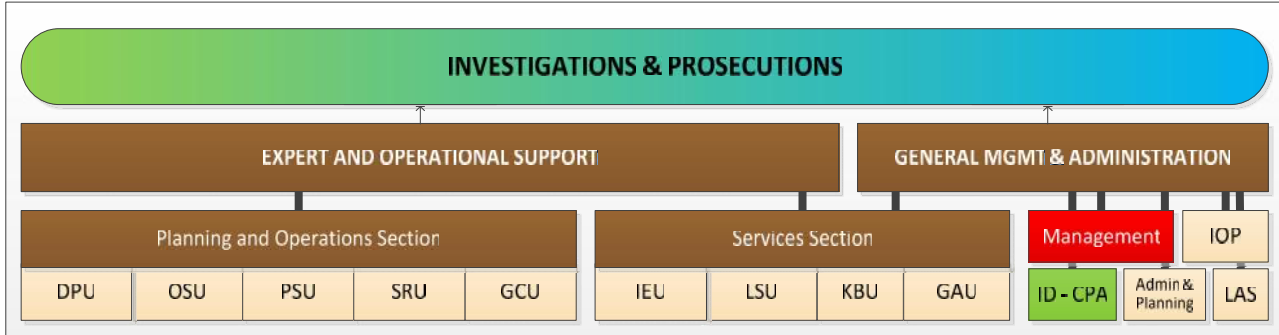 INVESTIGATIONS & PROSECUTIONS
EXPERT AND OPERATIONAL SUPPORT
GENERAL MGMT & ADMINISTRATION
Planning and Operations Section
Services Section
Management
IOP
DPU
OSU
PSU
SRU
GCU
IEU
LSU
KBU
GAU
ID - CPA
Admin &
Planning
LAS